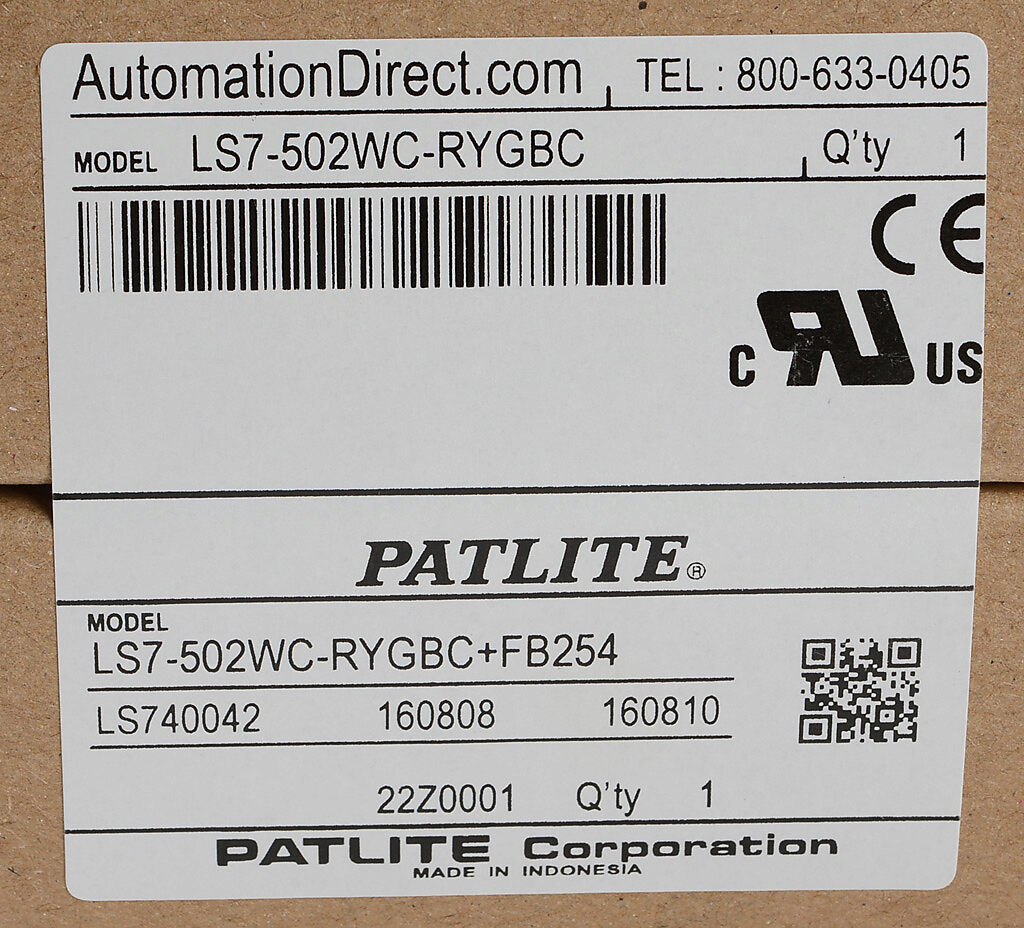 AutomationDirect.com TEL : 800-633-0405
MODEL LS7-502WC-RYGBC Q'ty 1
CE
C RU US
PATLITE®
MODEL
LS7-502WC-RYGBC+FB254
LS740042 160808 160810
22Z0001 Q'ty 1
PATLITE Corporation
MADE IN INDONESIA